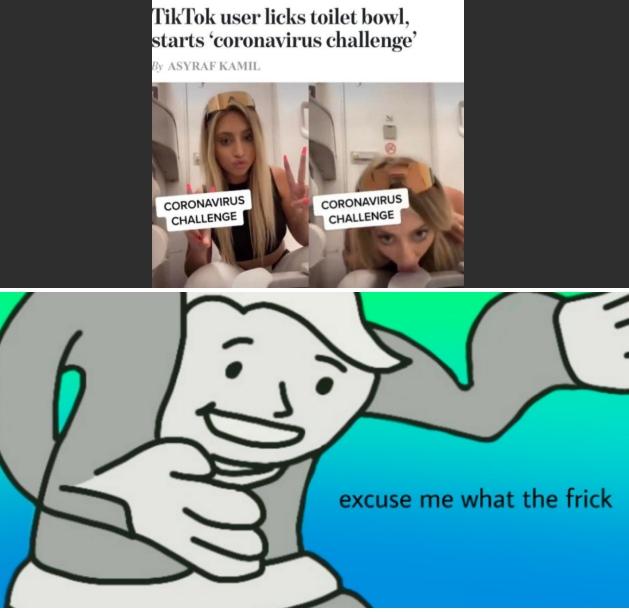 TikTok user licks toilet bowl,
starts ‘coronavirus challenge’
By ASYRAF KAMIL
CORONAVIRUS
CHALLENGE
CORONAVIRUS
CHALLENGE
excuse me what the frick